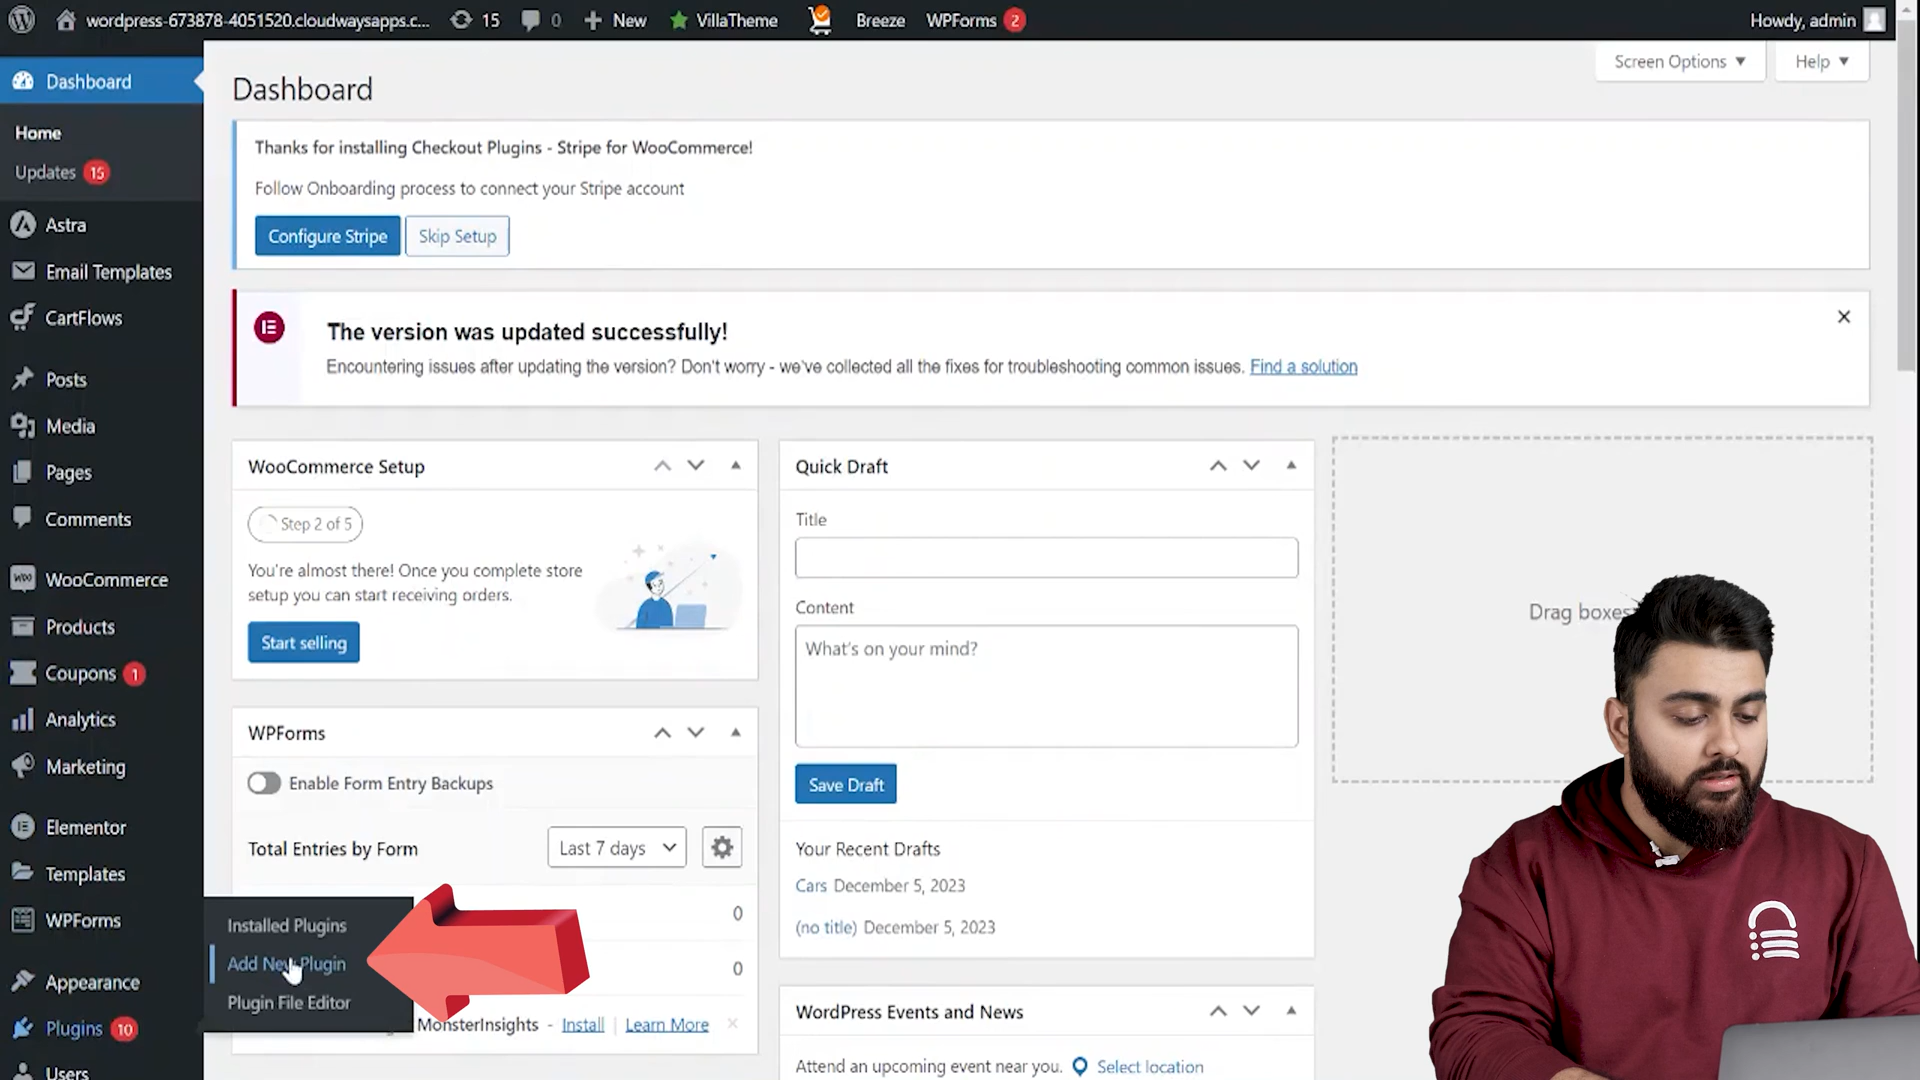 wordpress-673878-4051520.cloudwaysapps.c...
15
0
New
VillaTheme
Breeze
WPForms 2
Howdy, admin
Dashboard
Home
Updates 15
Astra
Email Templates
CartFlows
Posts
Media
Pages
Comments
WooCommerce
Products
Coupons 1
Analytics
Marketing
Elementor
Templates
WPForms
Appearance
Plugins 10
Users
Installed Plugins
Add New Plugin
Plugin File Editor
Screen Options ▼
Help ▼
Dashboard
Thanks for installing Checkout Plugins - Stripe for WooCommerce!
Follow Onboarding process to connect your Stripe account
Configure Stripe
Skip Setup
The version was updated successfully!
Encountering issues after updating the version? Don't worry - we've collected all the fixes for troubleshooting common issues. Find a solution
WooCommerce Setup
Step 2 of 5
You're almost there! Once you complete store
setup you can start receiving orders.
Start selling
WPForms
Enable Form Entry Backups
Total Entries by Form
Last 7 days
0
0
MonsterInsights - Install | Learn More
Quick Draft
Title
Content
What's on your mind?
Save Draft
Your Recent Drafts
Cars December 5, 2023
(no title) December 5, 2023
WordPress Events and News
Attend an upcoming event near you.
Select location
Drag boxes